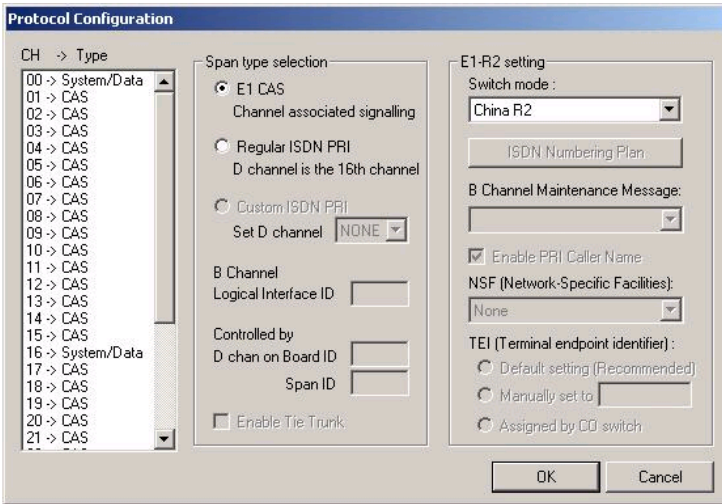 Protocol Configuration
CH -> Type
00 -> System/Data
01 -> CAS
02 -> CAS
03 -> CAS
04 -> CAS
05 -> CAS
06 -> CAS
07 -> CAS
08 -> CAS
09 -> CAS
10 -> CAS
11 -> CAS
12 -> CAS
13 -> CAS
14 -> CAS
15 -> CAS
16 -> System/Data
17 -> CAS
18 -> CAS
19 -> CAS
20 -> CAS
21 -> CAS
Span type selection
E1 CAS
Channel associated signalling
Regular ISDN PRI
D channel is the 16th channel
Custom ISDN PRI
Set D channel NONE
B Channel
Logical Interface ID
Controlled by
D chan on Board ID
Span ID
Enable Tie Trunk
E1-R2 setting
Switch mode :
China R2
ISDN Numbering Plan
B Channel Maintenance Message:
Enable PRI Caller Name
NSF (Network-Specific Facilities):
None
TEI (Terminal endpoint identifier) :
Default setting (Recommended)
Manually set to
Assigned by CO switch
OK Cancel